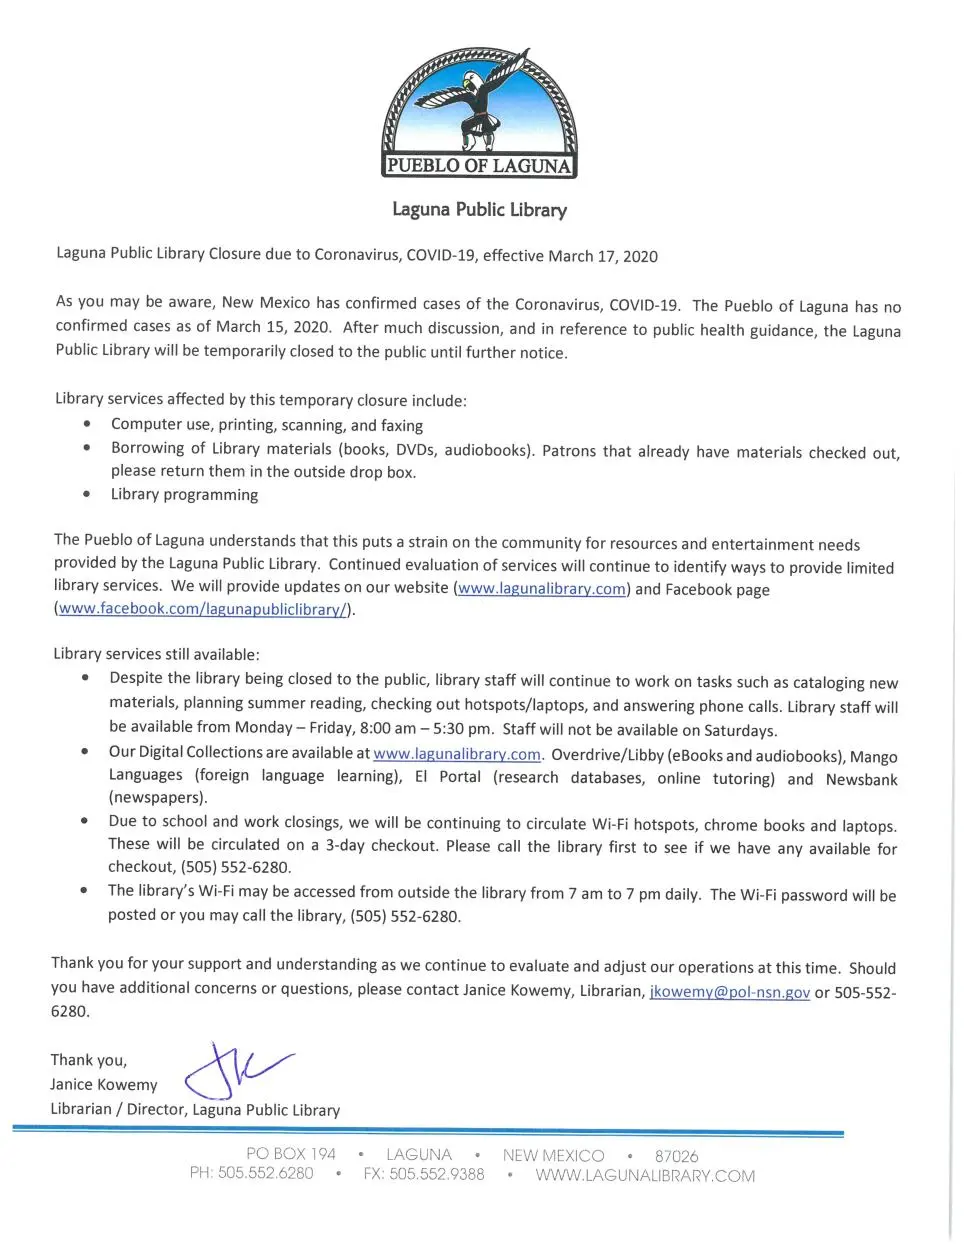 PUEBLO OF LAGUNA
Laguna Public Library
Laguna Public Library Closure due to Coronavirus, COVID-19, effective March 17, 2020
As you may be aware, New Mexico has confirmed cases of the Coronavirus, COVID-19. The Pueblo of Laguna has no
confirmed cases as of March 15, 2020. After much discussion, and in reference to public health guidance, the Laguna
Public Library will be temporarily closed to the public until further notice.
Library services affected by this temporary closure include:
• Computer use, printing, scanning, and faxing
• Borrowing of Library materials (books, DVDs, audiobooks). Patrons that already have materials checked out,
please return them in the outside drop box.
• Library programming
The Pueblo of Laguna understands that this puts a strain on the community for resources and entertainment needs
provided by the Laguna Public Library. Continued evaluation of services will continue to identify ways to provide limited
library services. We will provide updates on our website (www.lagunalibrary.com) and Facebook page
(www.facebook.com/lagunapubliclibrary/).
Library services still available:
• Despite the library being closed to the public, library staff will continue to work on tasks such as cataloging new
materials, planning summer reading, checking out hotspots/laptops, and answering phone calls. Library staff will
be available from Monday – Friday, 8:00 am – 5:30 pm. Staff will not be available on Saturdays.
• Our Digital Collections are available at www.lagunalibrary.com. Overdrive/Libby (eBooks and audiobooks), Mango
Languages (foreign language learning), El Portal (research databases, online tutoring) and Newsbank
(newspapers).
• Due to school and work closings, we will be continuing to circulate Wi-Fi hotspots, chrome books and laptops.
These will be circulated on a 3-day checkout. Please call the library first to see if we have any available for
checkout, (505) 552-6280.
• The library's Wi-Fi may be accessed from outside the library from 7 am to 7 pm daily. The Wi-Fi password will be
posted or you may call the library, (505) 552-6280.
Thank you for your support and understanding as we continue to evaluate and adjust our operations at this time. Should
you have additional concerns or questions, please contact Janice Kowemy, Librarian, jkowemy@pol-nsn.gov or 505-552-
6280.
Thank you,
Janice Kowemy JK
Librarian / Director, Laguna Public Library
PO BOX 194 • LAGUNA • NEW MEXICO • 87026
PH: 505.552.6280 • FX: 505.552.9388 • WWW.LAGUNALIBRARY.COM